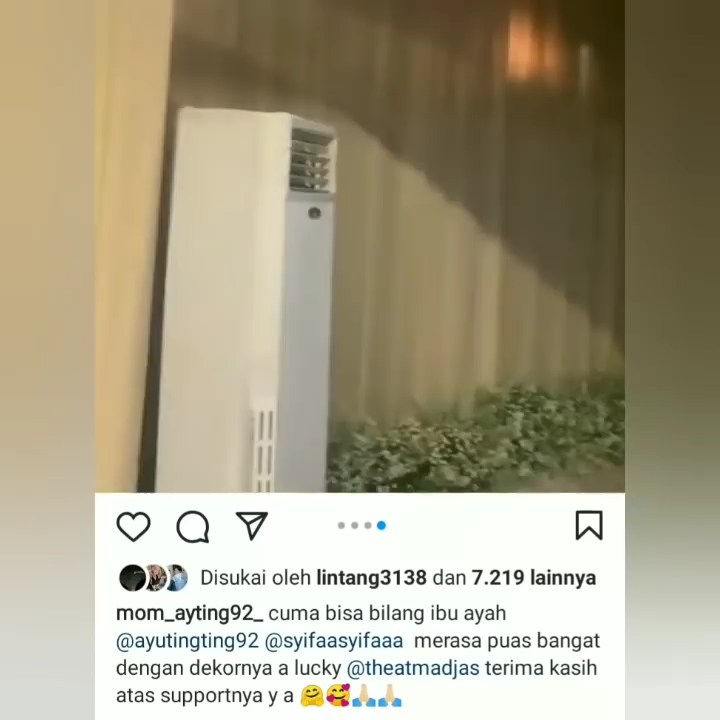 Disukai oleh lintang3138 dan 7.219 lainnya
mom_ayting92_ cuma bisa bilang ibu ayah
@ayutingting92 @syifaasyifaaa merasa puas bangat
dengan dekornya a lucky @theatmadjas terima kasih
atas supportnya y a 🤗🥰🙏🏼🙏🏼